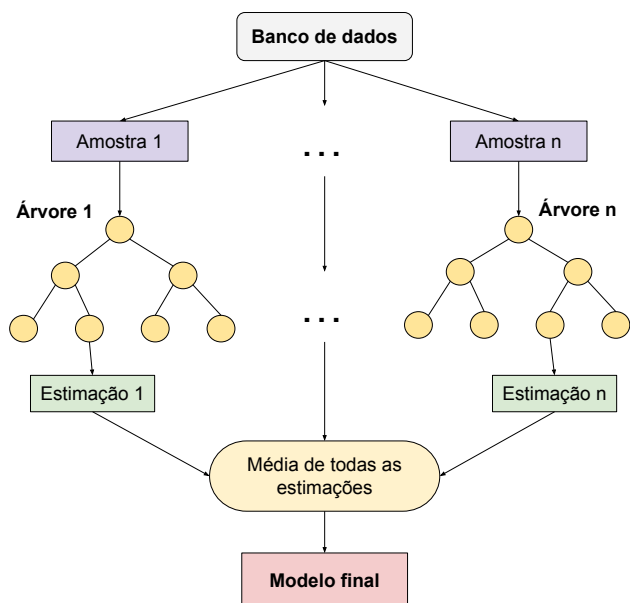 Banco de dados
Amostra 1
. . .
Amostra n
Árvore 1
Árvore n
. . .
Estimação 1
Estimação n
Média de todas as
estimações
Modelo final